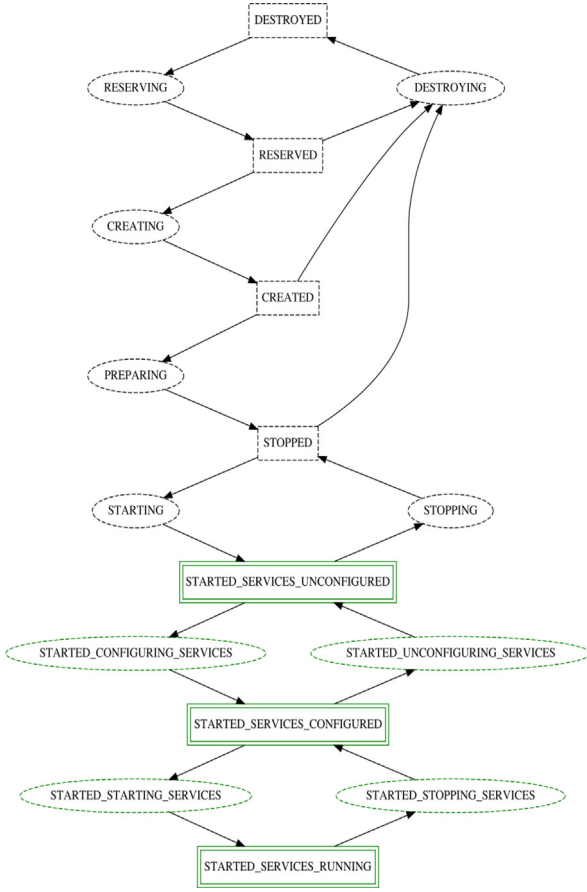 DESTROYED
RESERVING
DESTROYING
RESERVED
CREATING
CREATED
PREPARING
STOPPED
STARTING
STOPPING
STARTED_SERVICES_UNCONFIGURED
STARTED_CONFIGURING_SERVICES
STARTED_UNCONFIGURING_SERVICES
STARTED_SERVICES_CONFIGURED
STARTED_STARTING_SERVICES
STARTED_STOPPING_SERVICES
STARTED_SERVICES_RUNNING